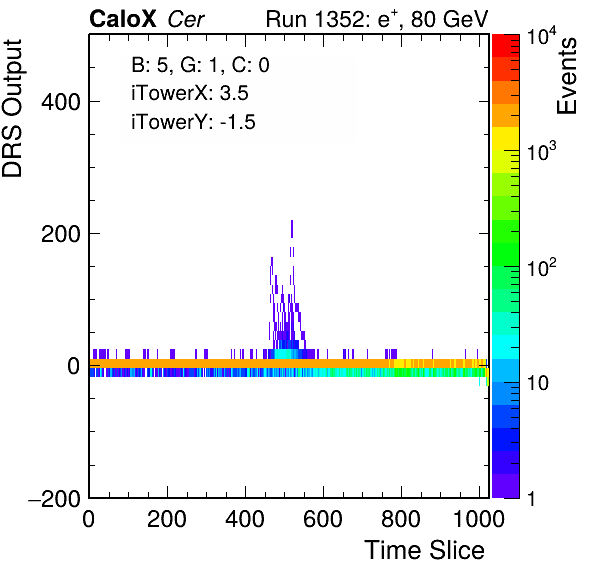 CaloX Cer
Run 1352: e⁺, 80 GeV
B: 5, G: 1, C: 0
iTowerX: 3.5
iTowerY: -1.5
DRS Output
400
200
0
−200
0 200 400 600 800 1000
Time Slice
Events
10⁴
10³
10²
10
1